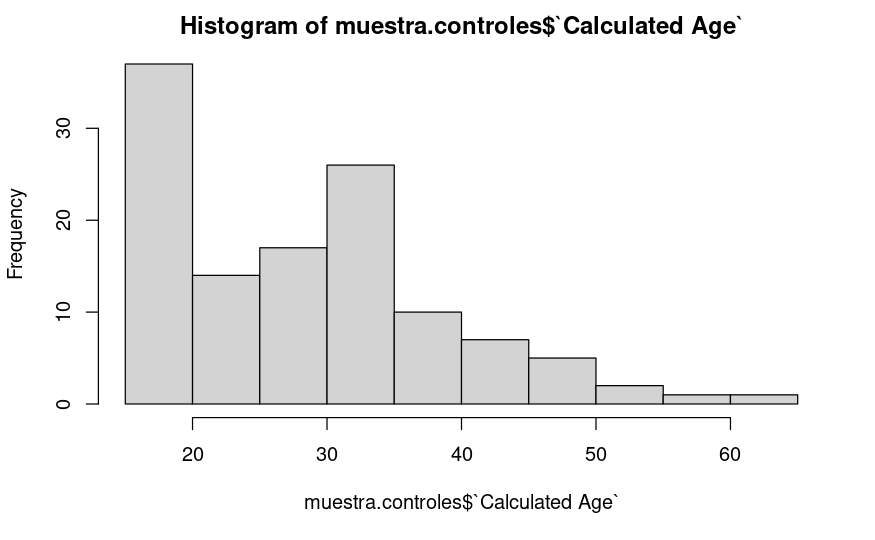 Histogram of muestra.controles$`Calculated Age`
Frequency
30
20
10
0
20 30 40 50 60
muestra.controles$`Calculated Age`